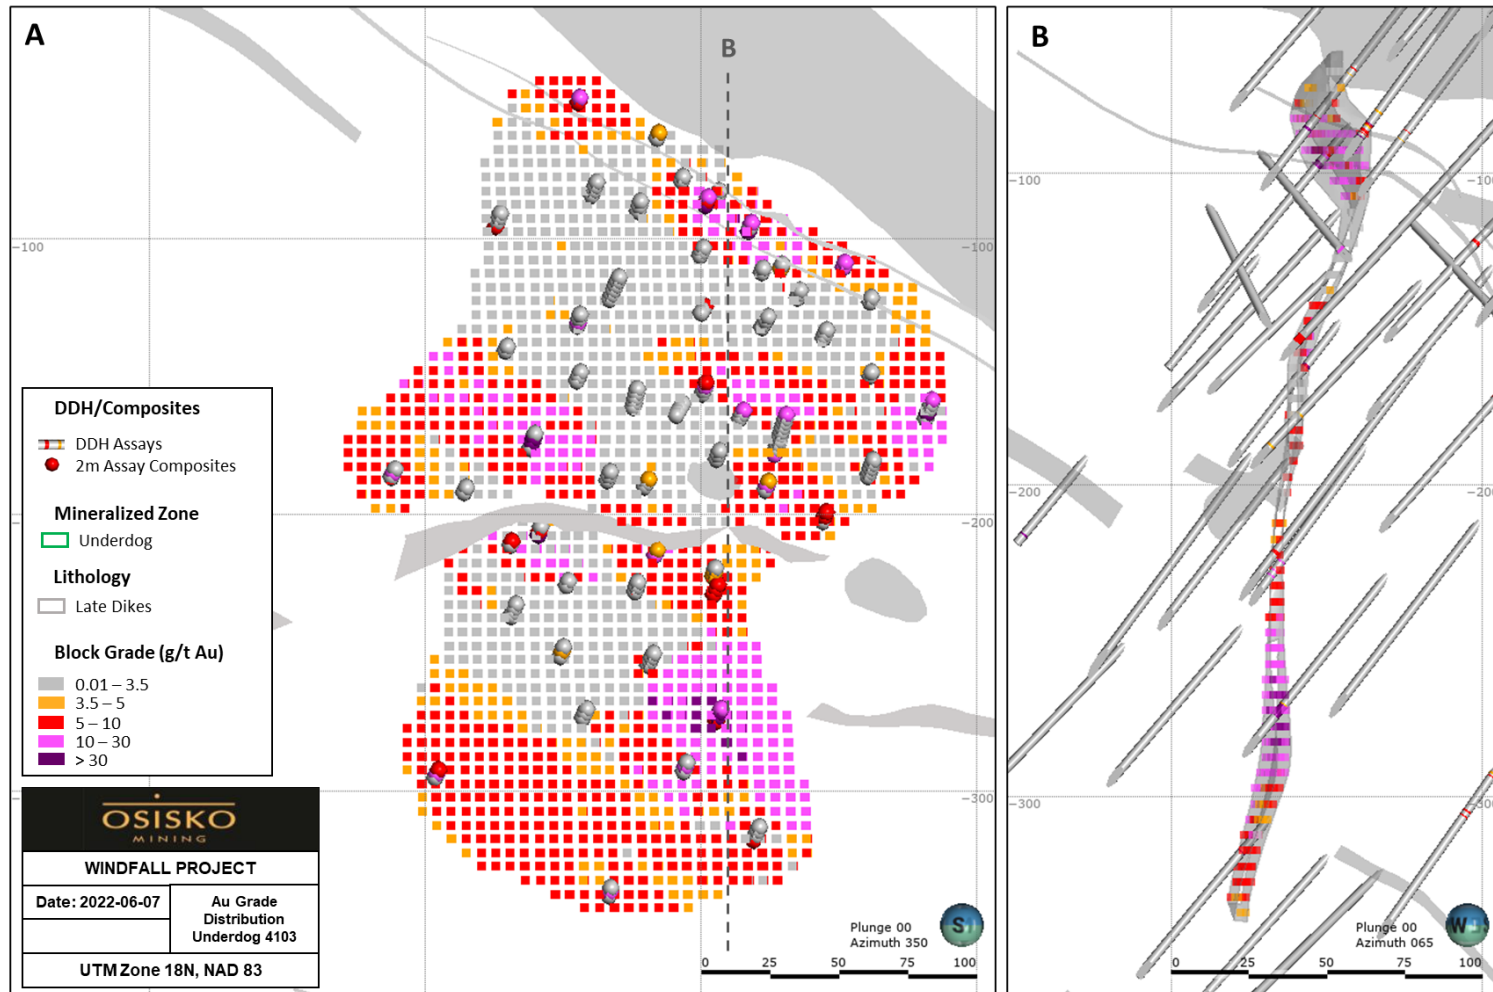 A
B
B
−100
−100
−200
−300
−100
−100
−200
−200
−300
DDH/Composites
DDH Assays
2m Assay Composites
Mineralized Zone
Underdog
Lithology
Late Dikes
Block Grade (g/t Au)
0.01 – 3.5
3.5 – 5
5 – 10
10 – 30
> 30
OSISKO
MINING
WINDFALL PROJECT
Date: 2022-06-07
Au Grade
Distribution
Underdog 4103
UTM Zone 18N, NAD 83
Plunge 00
Azimuth 350
S
0 25 50 75 100
Plunge 00
Azimuth 065
W
0 25 50 75 100